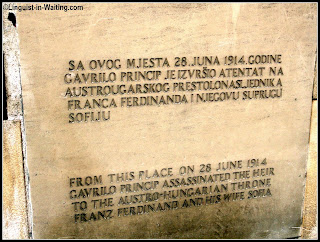 ©Linguist-in-Waiting.com
SA OVOG MJESTA 28. JUNA 1914. GODINE
GAVRILO PRINCIP JE IZVRŠIO ATENTAT NA
AUSTROUGARSKOG PRESTOLONASLJEDNIKA
FRANCA FERDINANDA I NJEGOVU SUPRUGU
SOFIJU
FROM THIS PLACE ON 28 JUNE 1914
GAVRILO PRINCIP ASSASSINATED THE HEIR
TO THE AUSTRO-HUNGARIAN THRONE
FRANZ FERDINAND AND HIS WIFE SOFIA